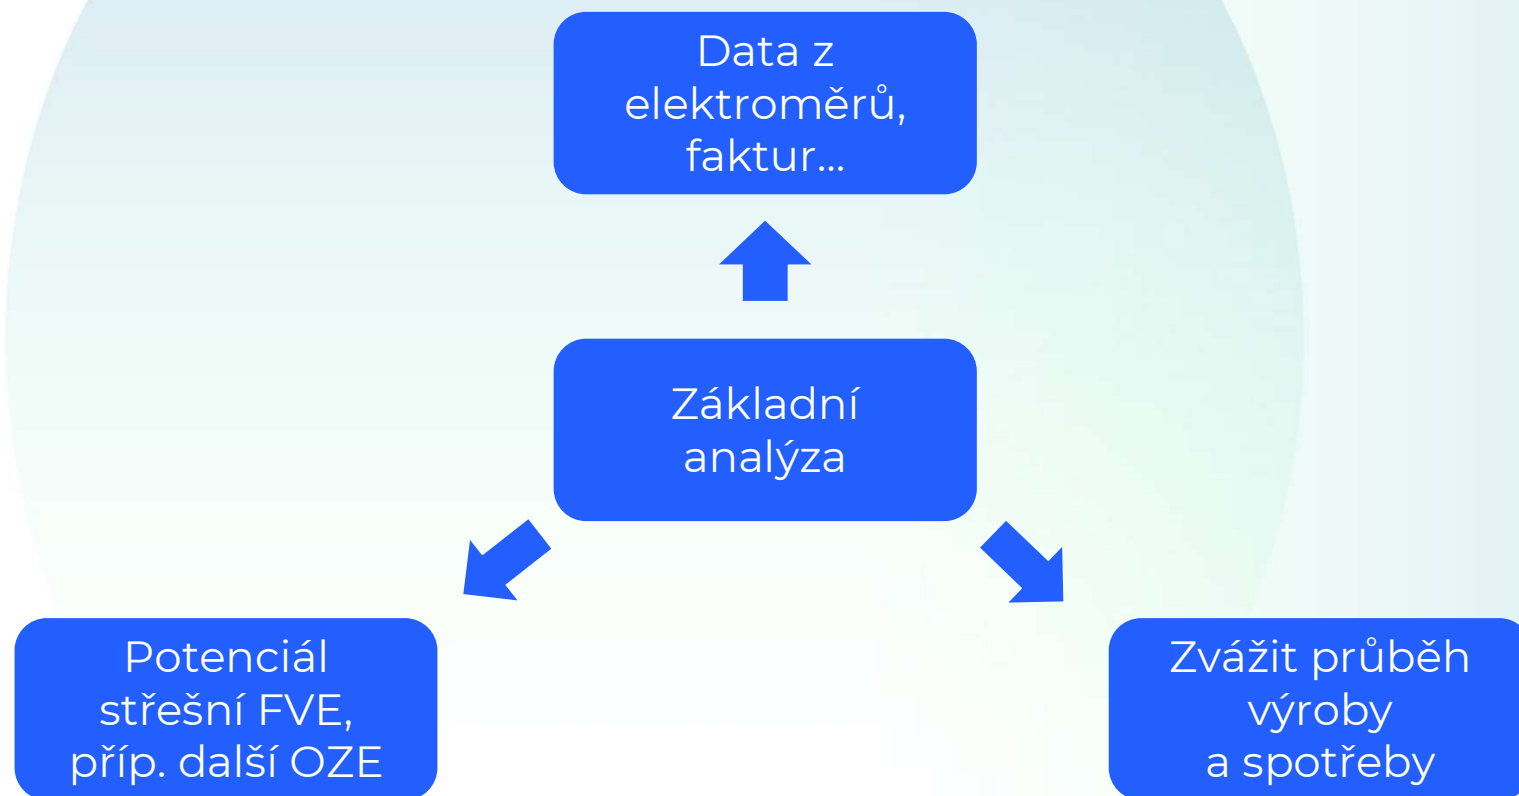 Data z
elektroměrů,
faktur...
Základní
analýza
Potenciál
střešní FVE,
příp. další OZE
Zvážit průběh
výroby
a spotřeby